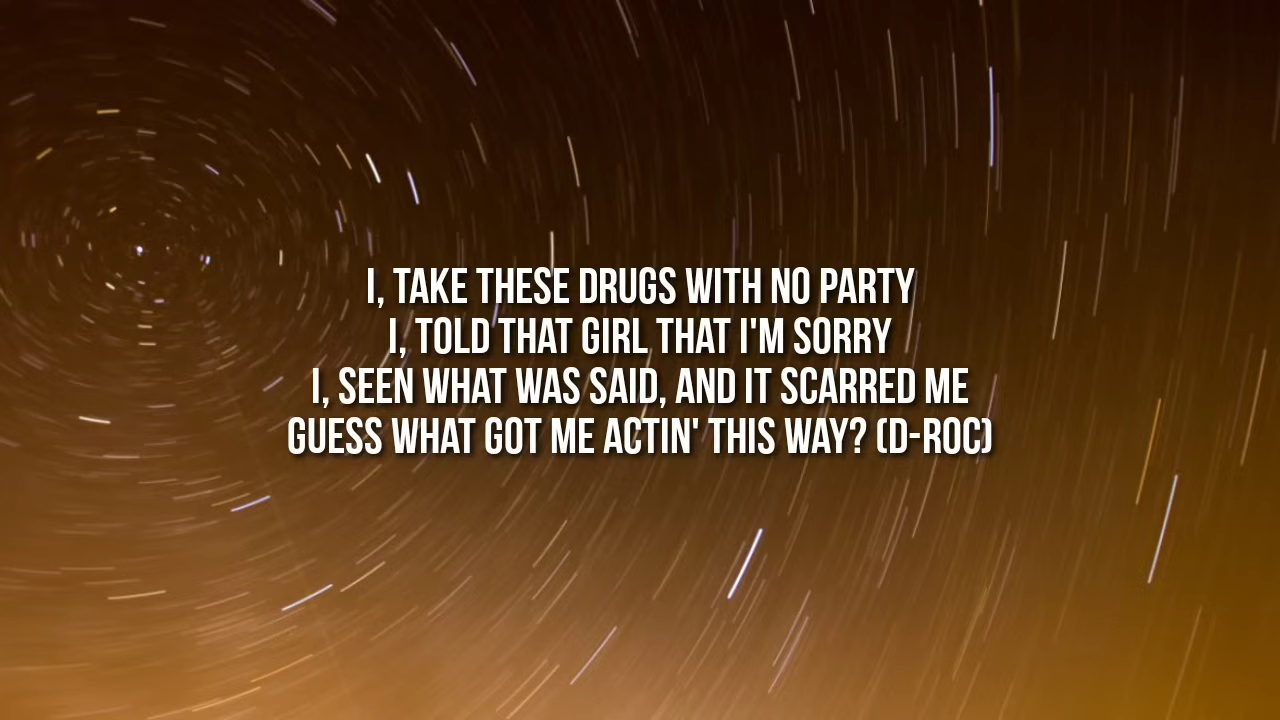 I, TAKE THESE DRUGS WITH NO PARTY
I, TOLD THAT GIRL THAT I'M SORRY
I, SEEN WHAT WAS SAID, AND IT SCARRED ME
GUESS WHAT GOT ME ACTIN' THIS WAY? (D-ROC)